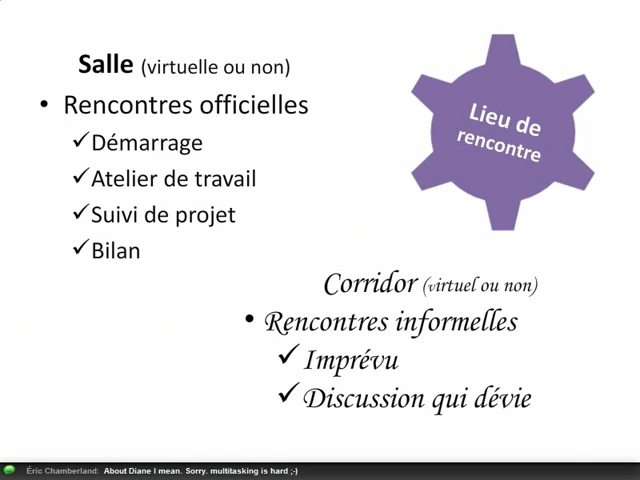 Salle (virtuelle ou non)
• Rencontres officielles
✓Démarrage
✓Atelier de travail
✓Suivi de projet
✓Bilan
Lieu de
rencontre
Corridor (virtuel ou non)
• Rencontres informelles
✓ Imprévu
✓ Discussion qui dévie
Éric Chamberland: About Diane I mean. Sorry. multitasking is hard ;-)